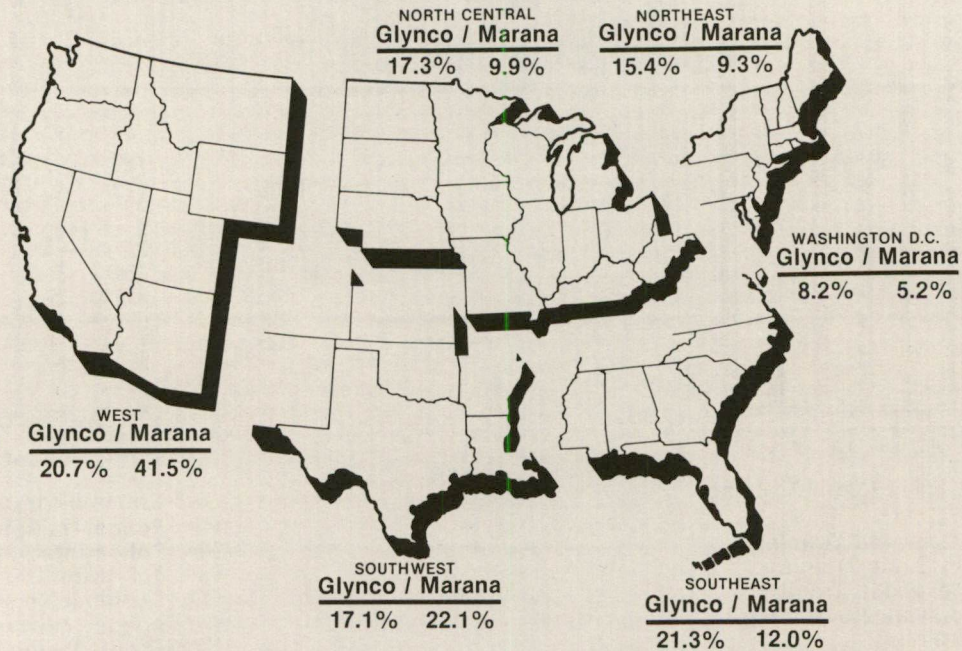 NORTH CENTRAL
Glynco / Marana
17.3% 9.9%
NORTHEAST
Glynco / Marana
15.4% 9.3%
WASHINGTON D.C.
Glynco / Marana
8.2% 5.2%
WEST
Glynco / Marana
20.7% 41.5%
SOUTHWEST
Glynco / Marana
17.1% 22.1%
SOUTHEAST
Glynco / Marana
21.3% 12.0%